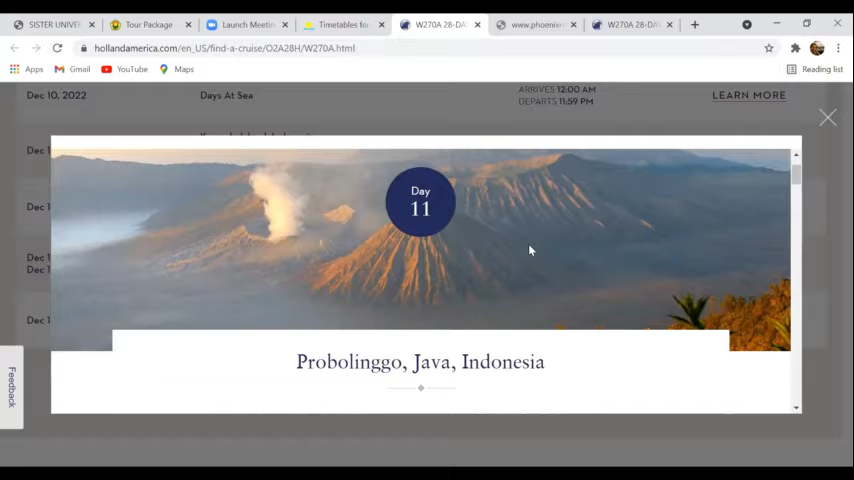 SISTER UNIVER
Tour Package
Launch Meetin
Timetables for
W270A 28-DA
www.phoenixr
W270A 28-DA
hollandamerica.com/en_US/find-a-cruise/O2A28H/W270A.html
Apps
Gmail
YouTube
Maps
Reading list
Dec 10, 2022
Days At Sea
ARRIVES 12:00 AM
DEPARTS 11:59 PM
LEARN MORE
Dec 1
Day
11
Dec 1
Dec 1
Dec 1
Dec 1
Probolinggo, Java, Indonesia
Feedback